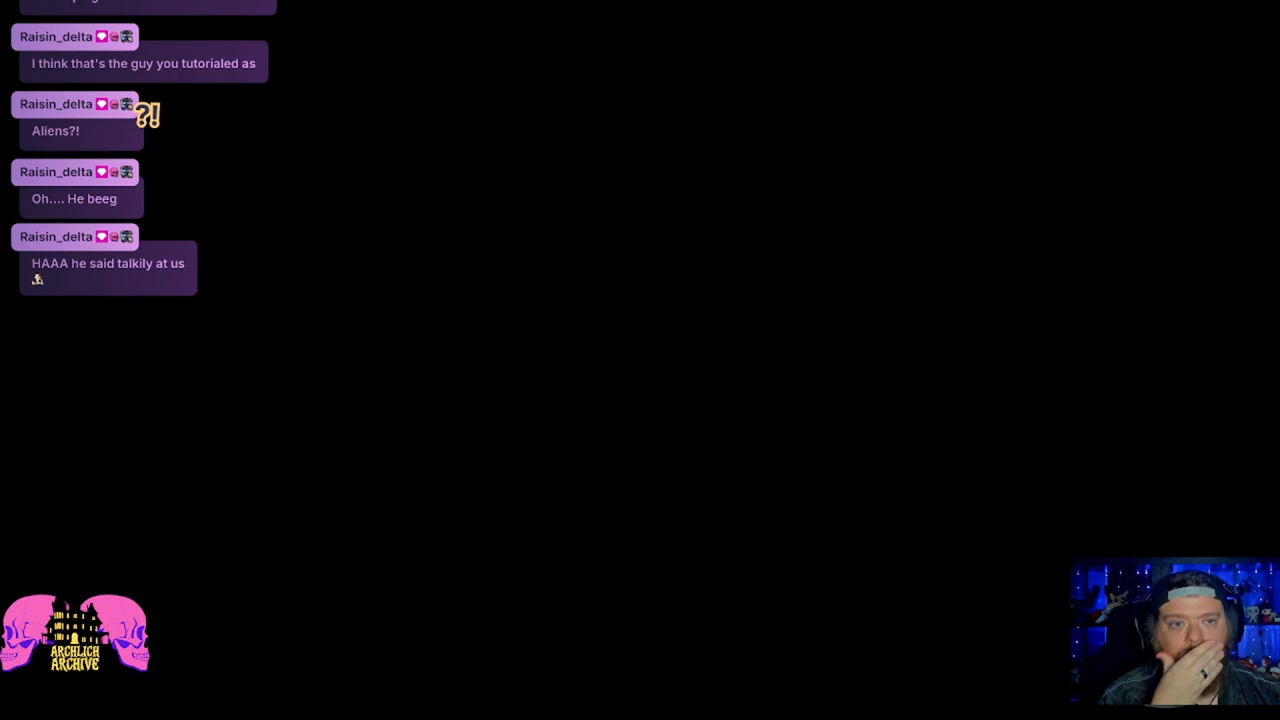 Raisin_delta
I think that's the guy you tutorialed as
Raisin_delta
?!
Aliens?!
Raisin_delta
Oh.... He beeg
Raisin_delta
HAAA he said talkily at us
ARCHLICH
ARCHIVE